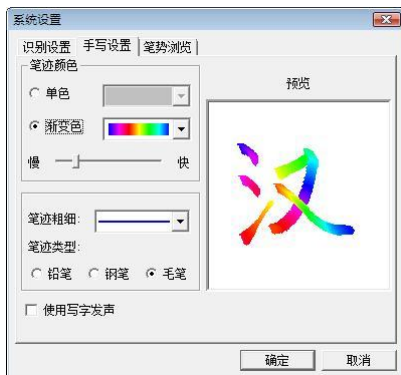 系统设置
识别设置 手写设置 笔势浏览
笔迹颜色
单色
渐变色
慢 快
笔迹粗细:
笔迹类型:
铅笔 钢笔 毛笔
使用写字发声
预览
汉
确定 取消